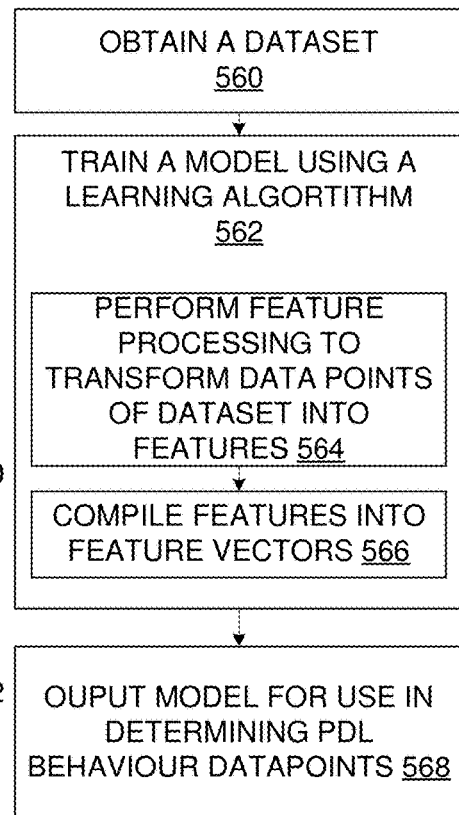 OBTAIN A DATASET
560
TRAIN A MODEL USING A
LEARNING ALGORTITHM
562
PERFORM FEATURE
PROCESSING TO
TRANSFORM DATA POINTS
OF DATASET INTO
FEATURES 564
COMPILE FEATURES INTO
FEATURE VECTORS 566
OUPUT MODEL FOR USE IN
DETERMINING PDL
BEHAVIOUR DATAPOINTS 568